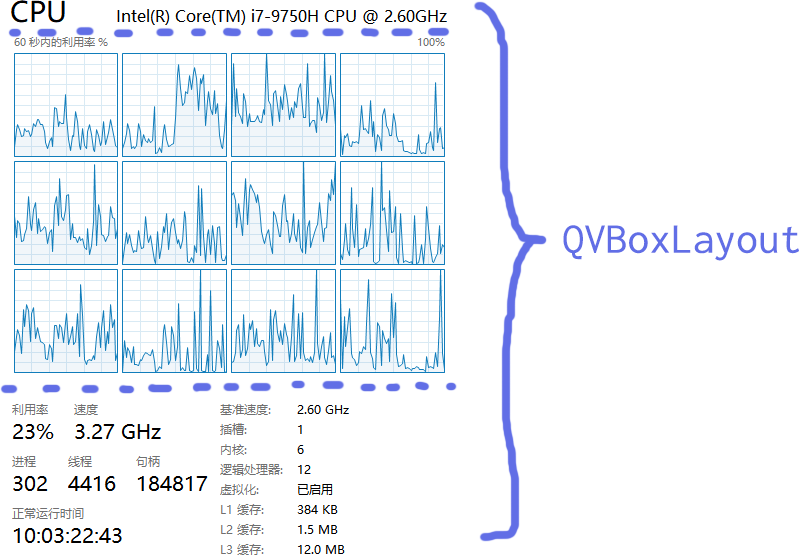 CPU Intel(R) Core(TM) i7-9750H CPU @ 2.60GHz
60 秒内的利用率 % 100%
QVBoxLayout
利用率 速度 基准速度: 2.60 GHz
23% 3.27 GHz 插槽: 1
内核: 6
进程 线程 句柄 逻辑处理器: 12
302 4416 184817 虚拟化: 已启用
正常运行时间 L1 缓存: 384 KB
10:03:22:43 L2 缓存: 1.5 MB
L3 缓存: 12.0 MB